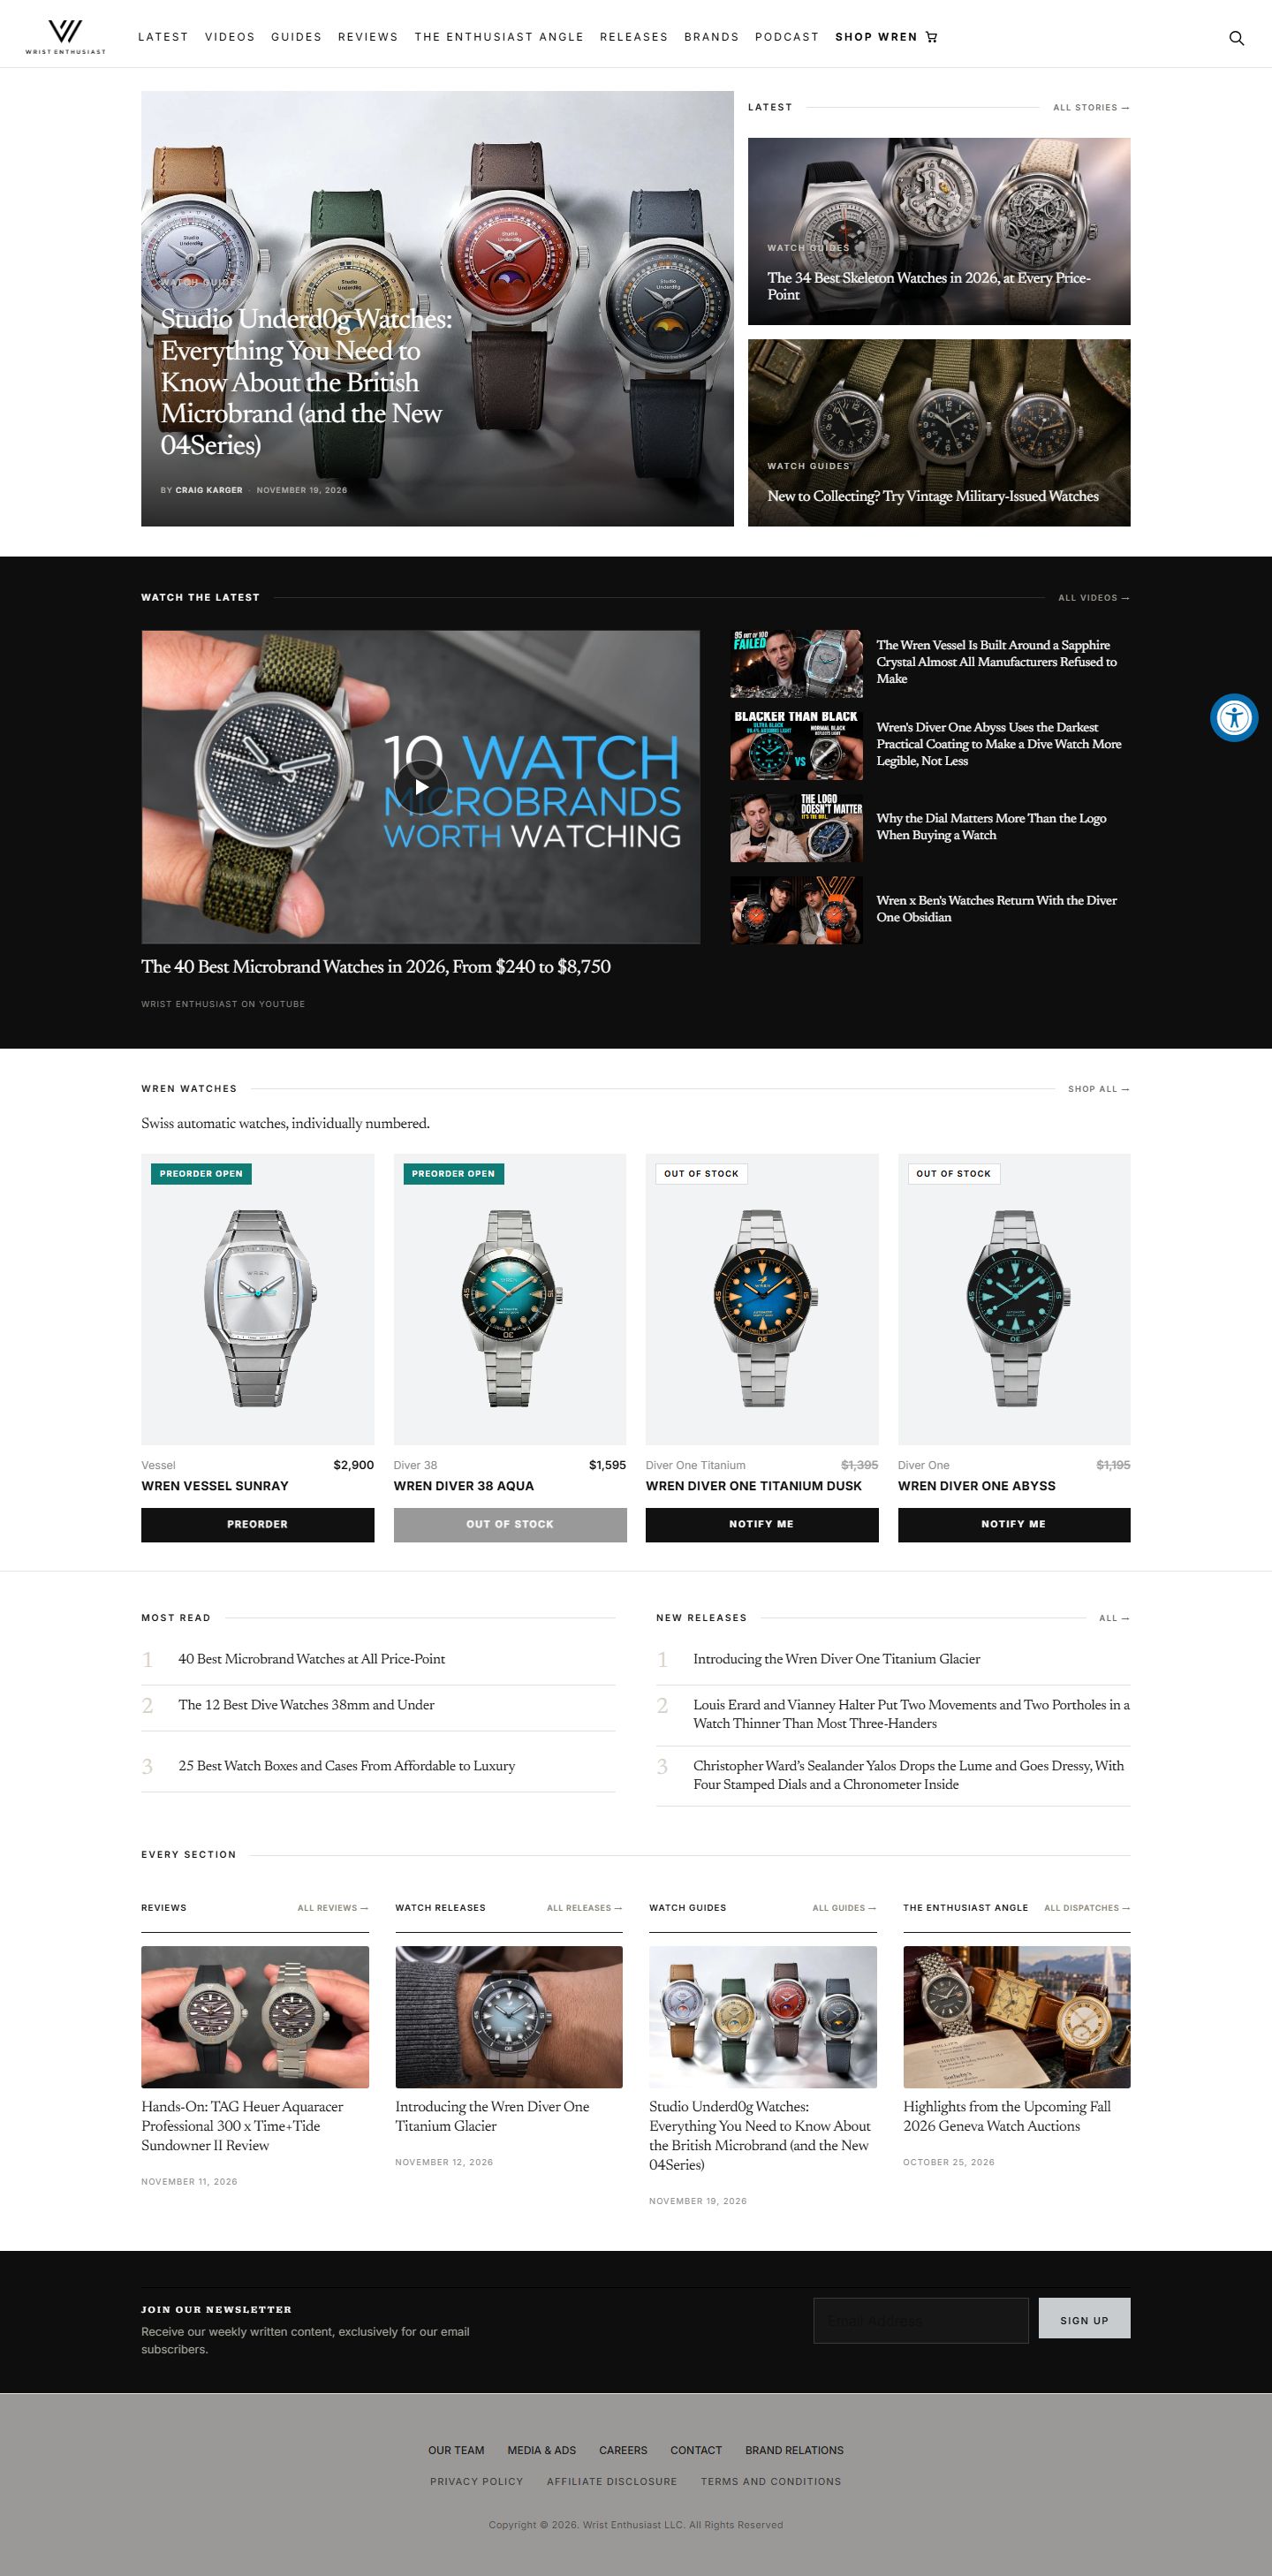 WRIST ENTHUSIAST
LATEST VIDEOS GUIDES REVIEWS THE ENTHUSIAST ANGLE RELEASES BRANDS PODCAST SHOP WREN
WATCH GUIDES
Studio Underd0g Watches:
Everything You Need to
Know About the British
Microbrand (and the New
04Series)
BY CRAIG KARGER · NOVEMBER 19, 2026
LATEST
ALL STORIES →
WATCH GUIDES
The 34 Best Skeleton Watches in 2026, at Every Price-
Point
WATCH GUIDES
New to Collecting? Try Vintage Military-Issued Watches
WATCH THE LATEST
ALL VIDEOS →
10 WATCH
MICROBRANDS
WORTH WATCHING
The 40 Best Microbrand Watches in 2026, From $240 to $8,750
WRIST ENTHUSIAST ON YOUTUBE
95 OUT OF 100
FAILED
The Wren Vessel Is Built Around a Sapphire
Crystal Almost All Manufacturers Refused to
Make
BLACKER THAN BLACK
ULTRA BLACK
NORMAL BLACK
VS
Wren's Diver One Abyss Uses the Darkest
Practical Coating to Make a Dive Watch More
Legible, Not Less
THE LOGO
DOESN'T MATTER
IT'S THE DIAL
Why the Dial Matters More Than the Logo
When Buying a Watch
Wren x Ben's Watches Return With the Diver
One Obsidian
WREN WATCHES
SHOP ALL →
Swiss automatic watches, individually numbered.
PREORDER OPEN
PREORDER OPEN
OUT OF STOCK
OUT OF STOCK
Vessel $2,900
WREN VESSEL SUNRAY
PREORDER
Diver 38 $1,595
WREN DIVER 38 AQUA
OUT OF STOCK
Diver One Titanium $1,395
WREN DIVER ONE TITANIUM DUSK
NOTIFY ME
Diver One $1,195
WREN DIVER ONE ABYSS
NOTIFY ME
MOST READ
1 40 Best Microbrand Watches at All Price-Point
2 The 12 Best Dive Watches 38mm and Under
3 25 Best Watch Boxes and Cases From Affordable to Luxury
NEW RELEASES
ALL →
1 Introducing the Wren Diver One Titanium Glacier
2 Louis Erard and Vianney Halter Put Two Movements and Two Portholes in a
Watch Thinner Than Most Three-Handers
3 Christopher Ward's Sealander Yalos Drops the Lume and Goes Dressy, With
Four Stamped Dials and a Chronometer Inside
EVERY SECTION
REVIEWS ALL REVIEWS →
Hands-On: TAG Heuer Aquaracer
Professional 300 x Time+Tide
Sundowner II Review
NOVEMBER 11, 2026
WATCH RELEASES ALL RELEASES →
Introducing the Wren Diver One
Titanium Glacier
NOVEMBER 12, 2026
WATCH GUIDES ALL GUIDES →
Studio Underd0g Watches:
Everything You Need to Know About
the British Microbrand (and the New
04Series)
NOVEMBER 19, 2026
THE ENTHUSIAST ANGLE ALL DISPATCHES →
Highlights from the Upcoming Fall
2026 Geneva Watch Auctions
OCTOBER 25, 2026
JOIN OUR NEWSLETTER
Receive our weekly written content, exclusively for our email
subscribers.
Email Address
SIGN UP
OUR TEAM MEDIA & ADS CAREERS CONTACT BRAND RELATIONS
PRIVACY POLICY AFFILIATE DISCLOSURE TERMS AND CONDITIONS
Copyright © 2026. Wrist Enthusiast LLC. All Rights Reserved